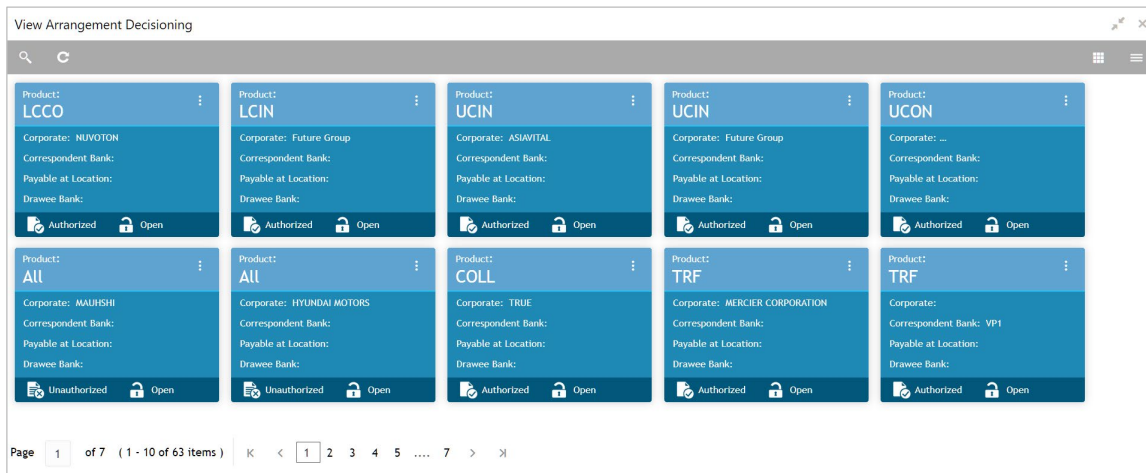 View Arrangement Decisioning
Product:
LCCO
Corporate: NUVOTON
Correspondent Bank:
Payable at Location:
Drawee Bank:
Authorized Open
Product:
LCIN
Corporate: Future Group
Correspondent Bank:
Payable at Location:
Drawee Bank:
Authorized Open
Product:
UCIN
Corporate: ASIAVITAL
Correspondent Bank:
Payable at Location:
Drawee Bank:
Authorized Open
Product:
UCIN
Corporate: Future Group
Correspondent Bank:
Payable at Location:
Drawee Bank:
Authorized Open
Product:
UCON
Corporate: ...
Correspondent Bank:
Payable at Location:
Drawee Bank:
Authorized Open
Product:
All
Corporate: MAUHSHI
Correspondent Bank:
Payable at Location:
Drawee Bank:
Unauthorized Open
Product:
All
Corporate: HYUNDAI MOTORS
Correspondent Bank:
Payable at Location:
Drawee Bank:
Unauthorized Open
Product:
COLL
Corporate: TRUE
Correspondent Bank:
Payable at Location:
Drawee Bank:
Authorized Open
Product:
TRF
Corporate: MERCIER CORPORATION
Correspondent Bank:
Payable at Location:
Drawee Bank:
Authorized Open
Product:
TRF
Corporate:
Correspondent Bank: VP1
Payable at Location:
Drawee Bank:
Authorized Open
Page 1 of 7 ( 1 - 10 of 63 items ) 1 2 3 4 5 .... 7